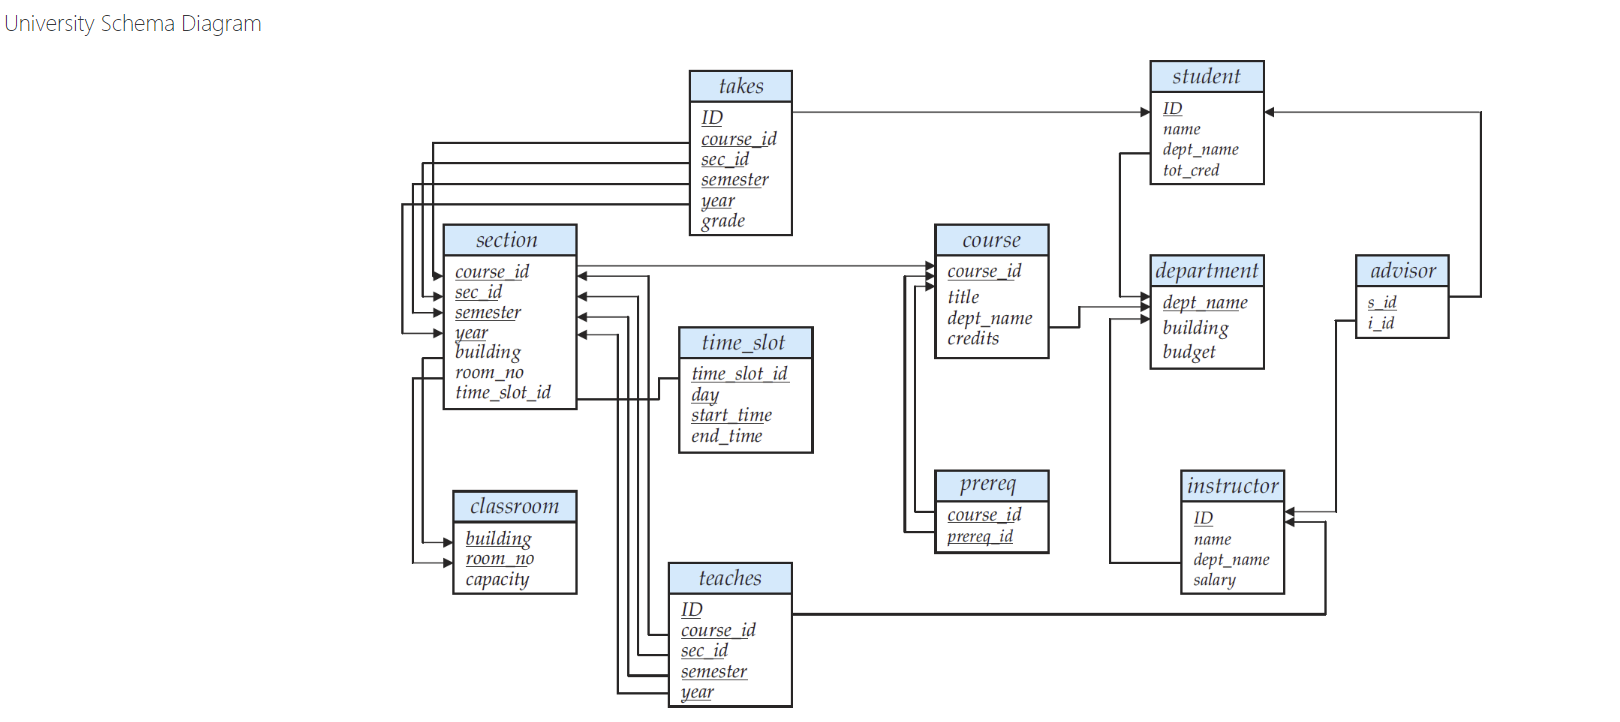 University Schema Diagram
takes
ID
course_id
sec_id
semester
year
grade
student
ID
name
dept_name
tot_cred
section
course_id
sec_id
semester
year
building
room_no
time_slot_id
course
course_id
title
dept_name
credits
department
dept_name
building
budget
advisor
s_id
i_id
time_slot
time_slot_id
day
start_time
end_time
classroom
building
room_no
capacity
prereq
course_id
prereq_id
instructor
ID
name
dept_name
salary
teaches
ID
course_id
sec_id
semester
year